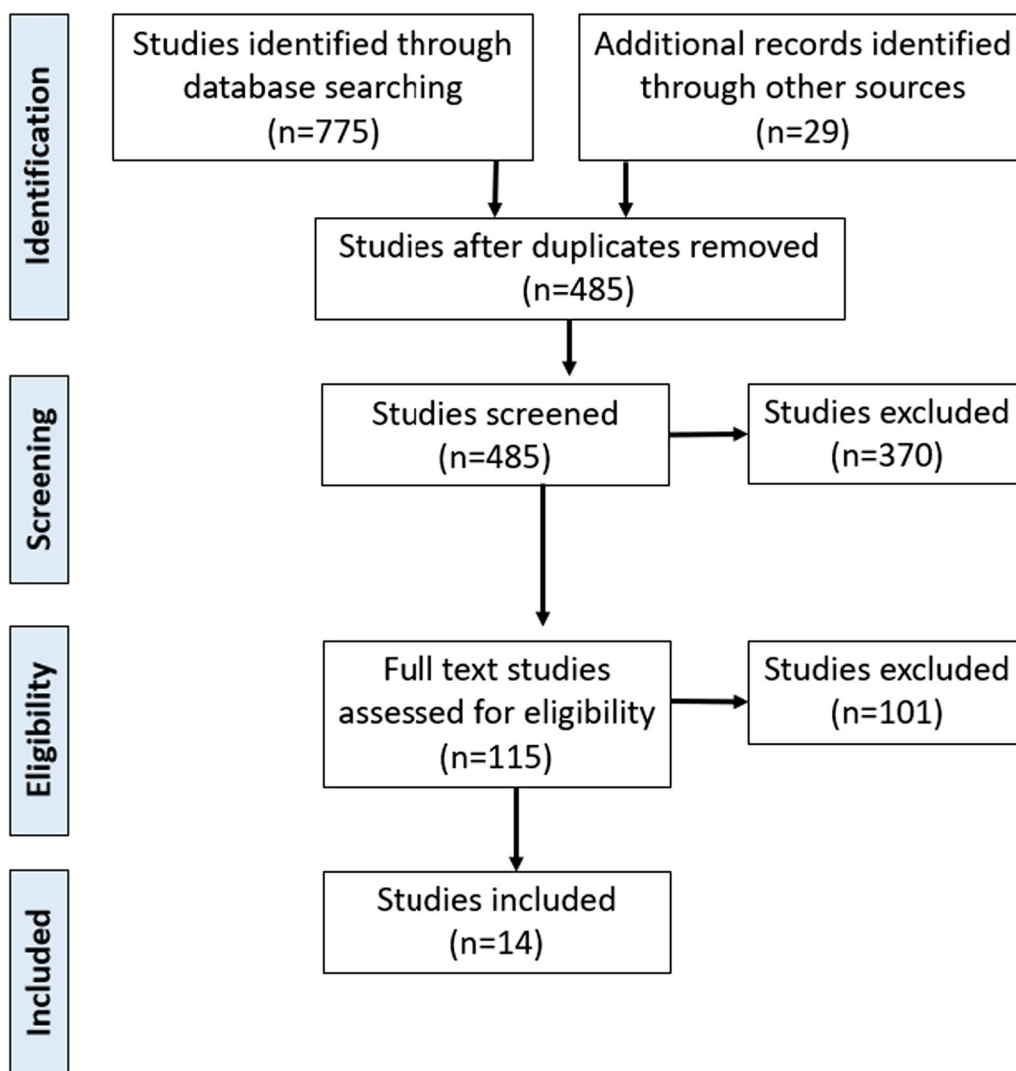 Identification
Studies identified through
database searching
(n=775)
Additional records identified
through other sources
(n=29)
Studies after duplicates removed
(n=485)
Screening
Studies screened
(n=485)
Studies excluded
(n=370)
Eligibility
Full text studies
assessed for eligibility
(n=115)
Studies excluded
(n=101)
Included
Studies included
(n=14)